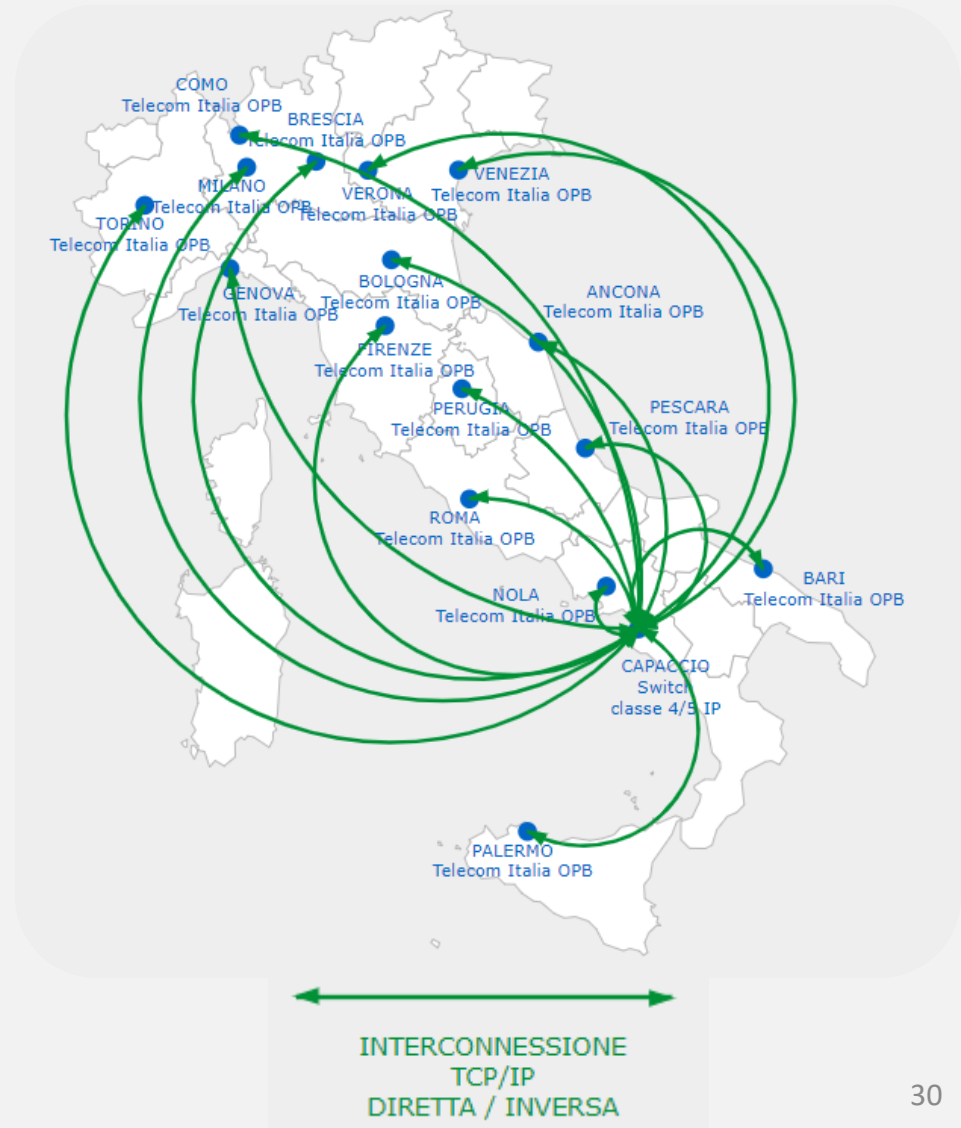 COMO
Telecom Italia OPB
BRESCIA
Telecom Italia OPB
MILANO
Telecom Italia OPB
VERONA
Telecom Italia OPB
VENEZIA
Telecom Italia OPB
TORINO
Telecom Italia OPB
GENOVA
Telecom Italia OPB
BOLOGNA
Telecom Italia OPB
ANCONA
Telecom Italia OPB
FIRENZE
Telecom Italia OPB
PERUGIA
Telecom Italia OPB
PESCARA
Telecom Italia OPB
ROMA
Telecom Italia OPB
NOLA
Telecom Italia OPB
BARI
Telecom Italia OPB
CAPACCIO
Switch
classe 4/5 IP
PALERMO
Telecom Italia OPB
INTERCONNESSIONE
TCP/IP
DIRETTA / INVERSA
30